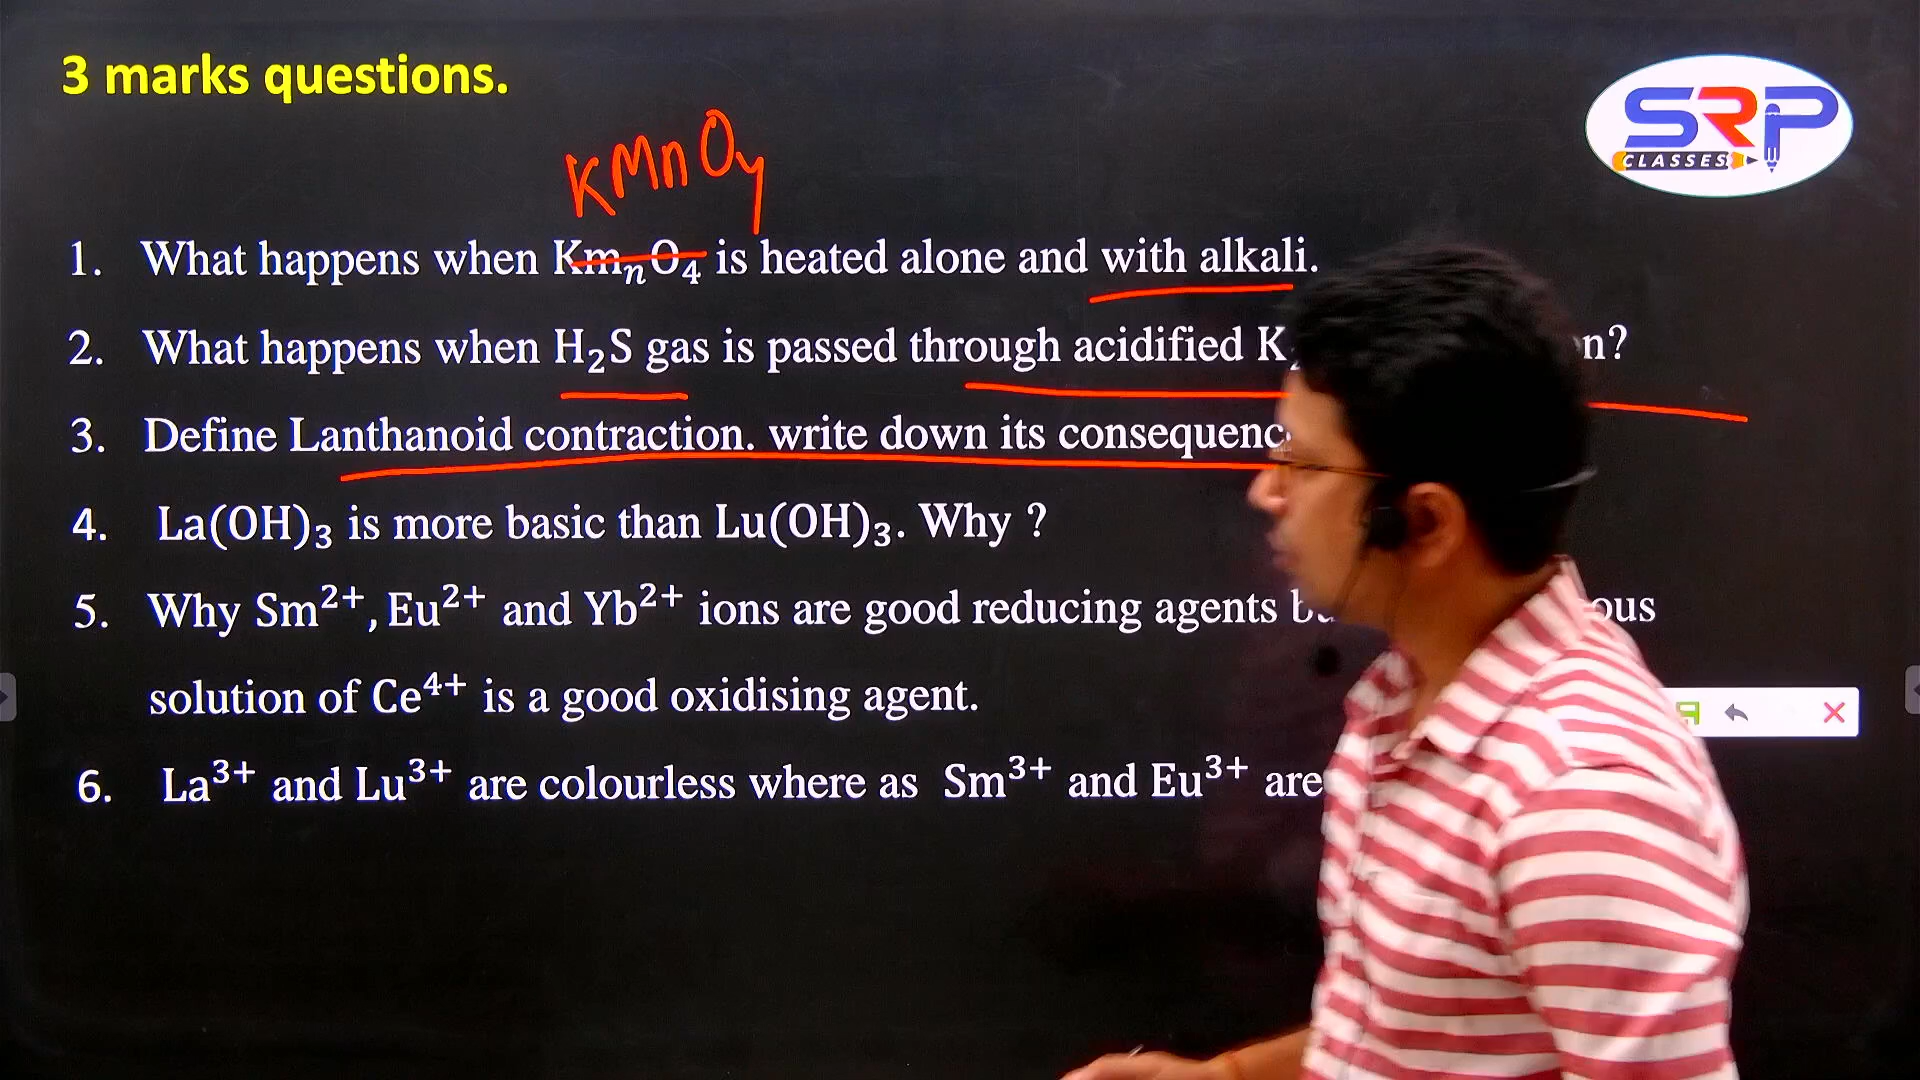 3 marks questions.
SRP
CLASSES
KMnO4
1. What happens when KmnO4 is heated alone and with alkali.
2. What happens when H₂S gas is passed through acidified K n?
3. Define Lanthanoid contraction. write down its
4. La(OH)₃ is more basic than Lu(OH)₃. Why ?
5. Why Sm²⁺, Eu²⁺ and Yb²⁺ ions are good reducing agents
solution of Ce⁴⁺ is a good oxidising agent.
6. La³⁺ and Lu³⁺ are colourless where as Sm³⁺ and Eu³⁺ are